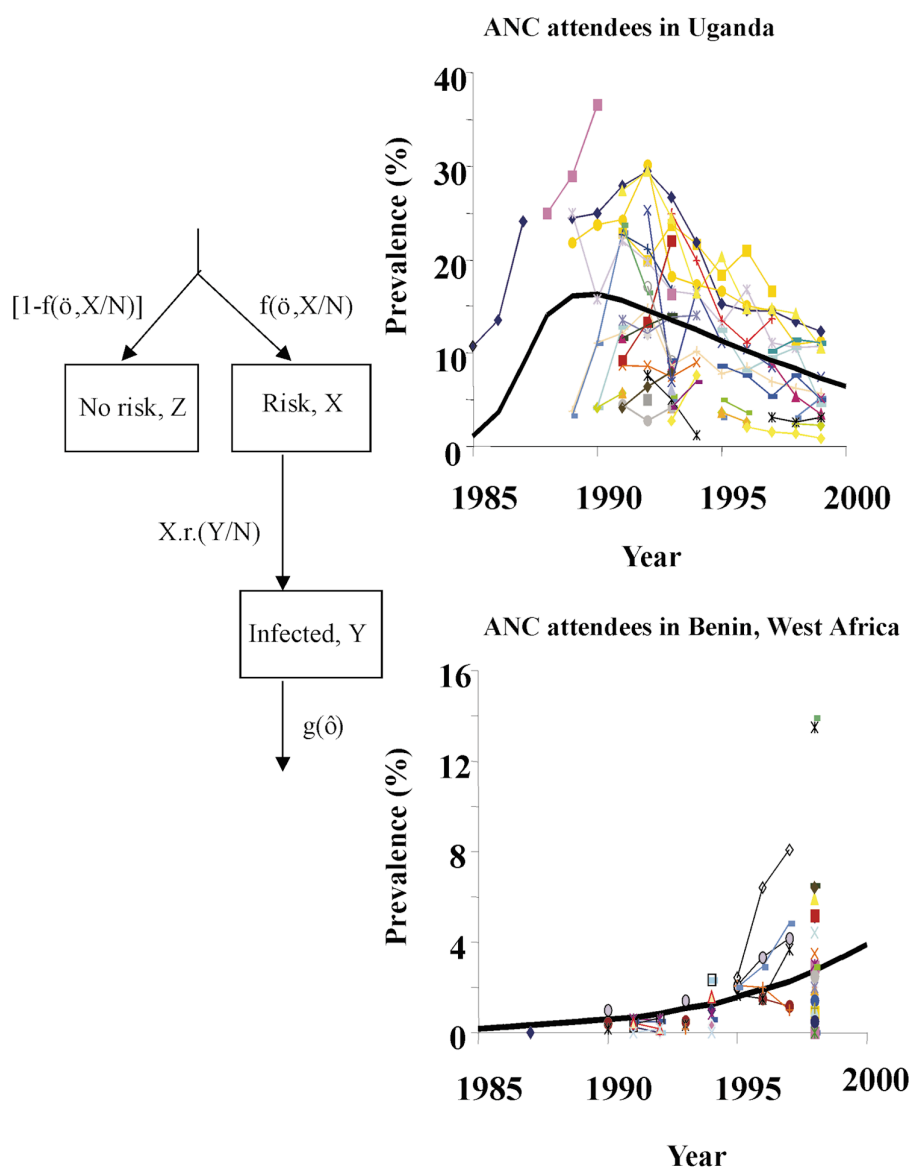 ANC attendees in Uganda
40
30
20
10
0
Prevalence (%)
1985 1990 1995 2000
Year
[1-f(ö,X/N)] f(ö,X/N)
No risk, Z Risk, X
X.r.(Y/N)
Infected, Y
g(ô)
ANC attendees in Benin, West Africa
16
12
8
4
0
Prevalence (%)
1985 1990 1995 2000
Year